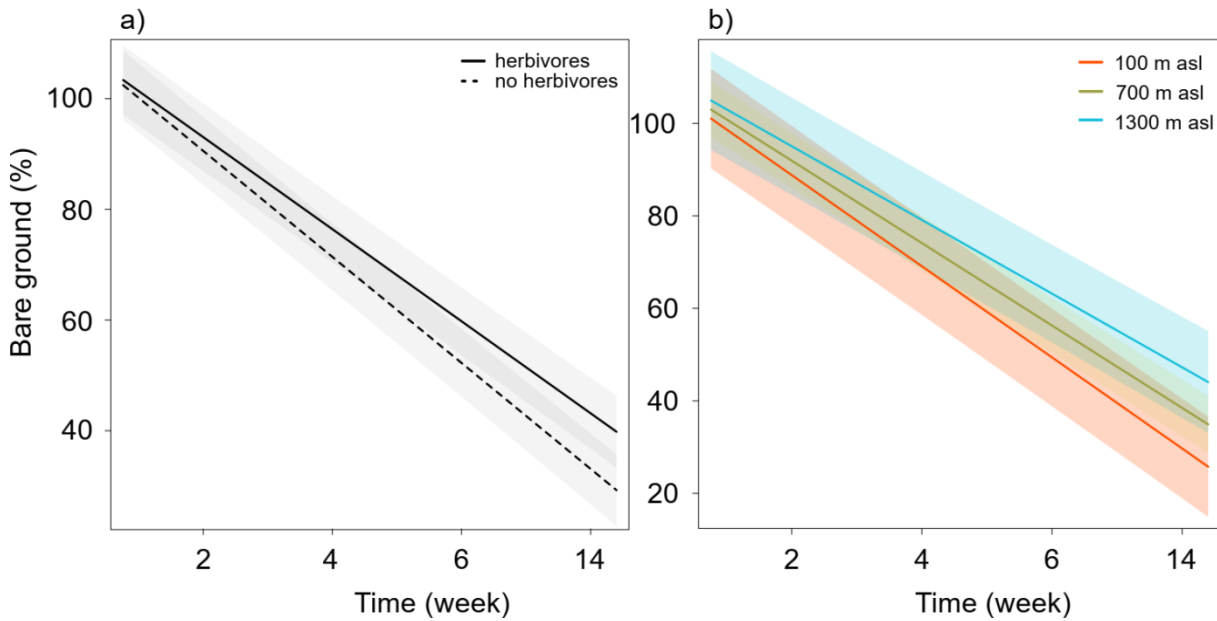 a)
herbivores
no herbivores
100
80
60
40
Bare ground (%)
2
4
6
14
Time (week)
b)
100 m asl
700 m asl
1300 m asl
100
80
60
40
20
2
4
6
14
Time (week)